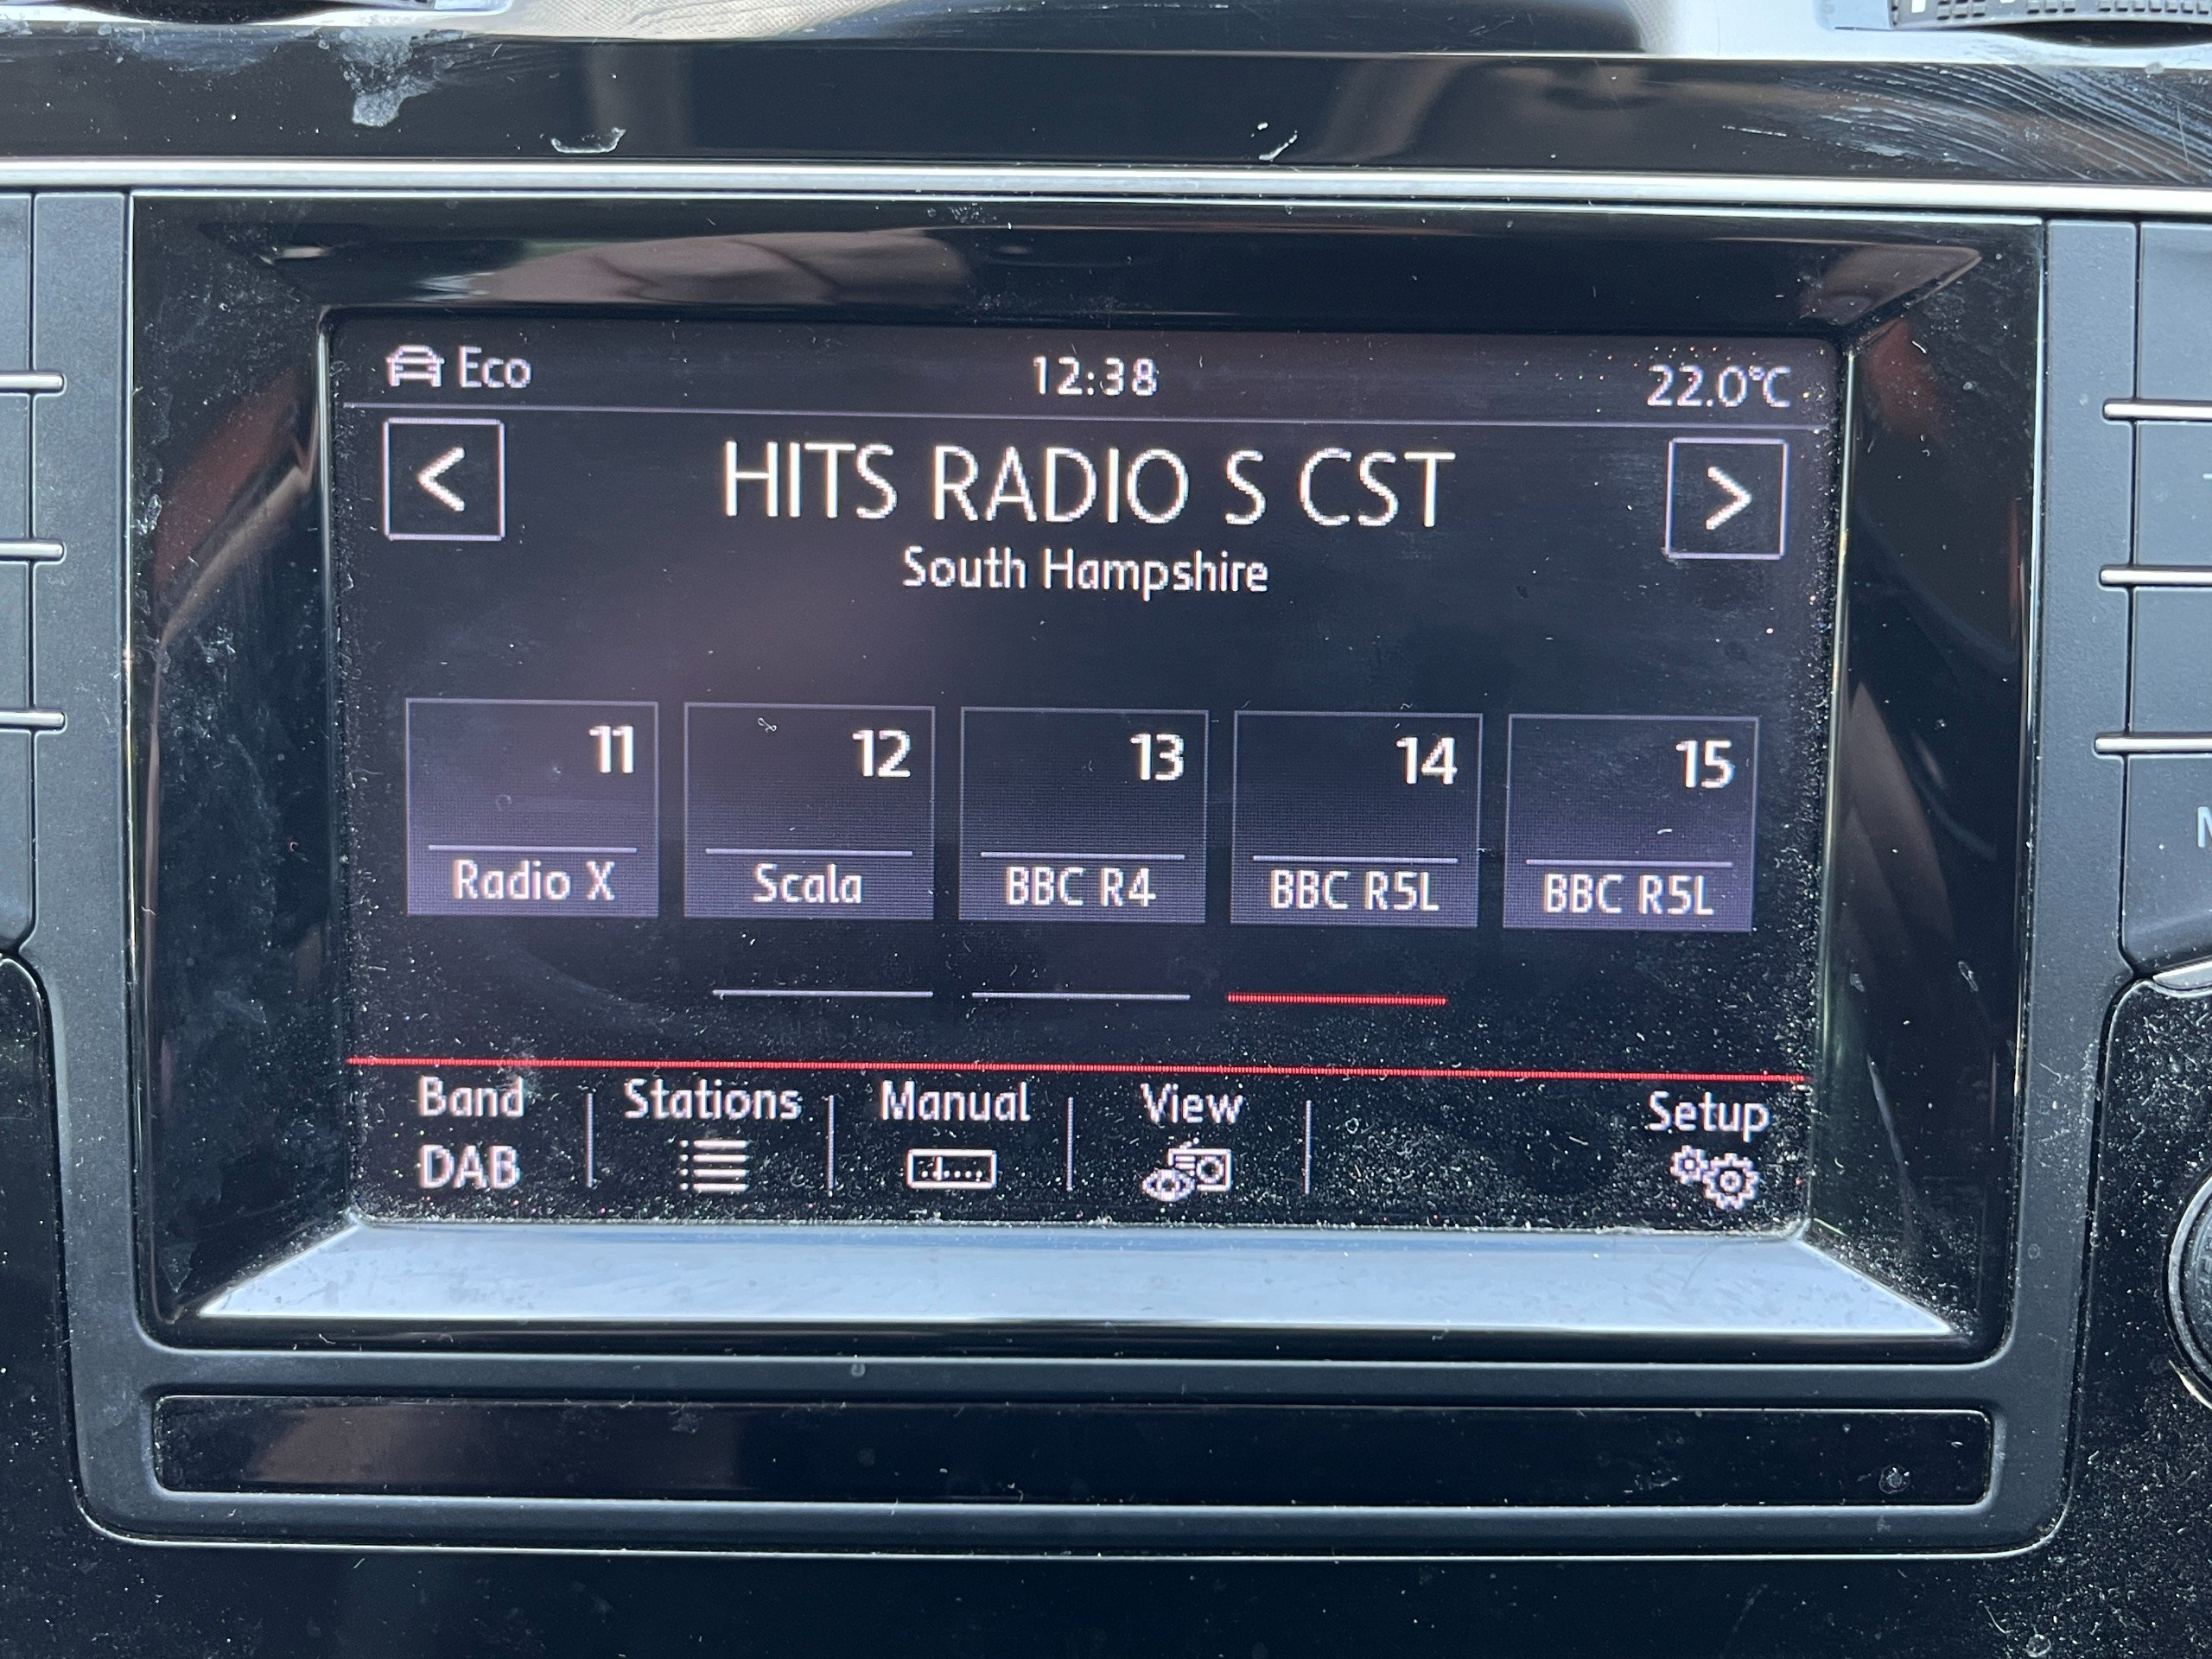 Eco 12:38 22.0°C
< HITS RADIO S CST >
South Hampshire
11 12 13 14 15
Radio X Scala BBC R4 BBC R5L BBC R5L
Band Stations Manual View Setup
DAB